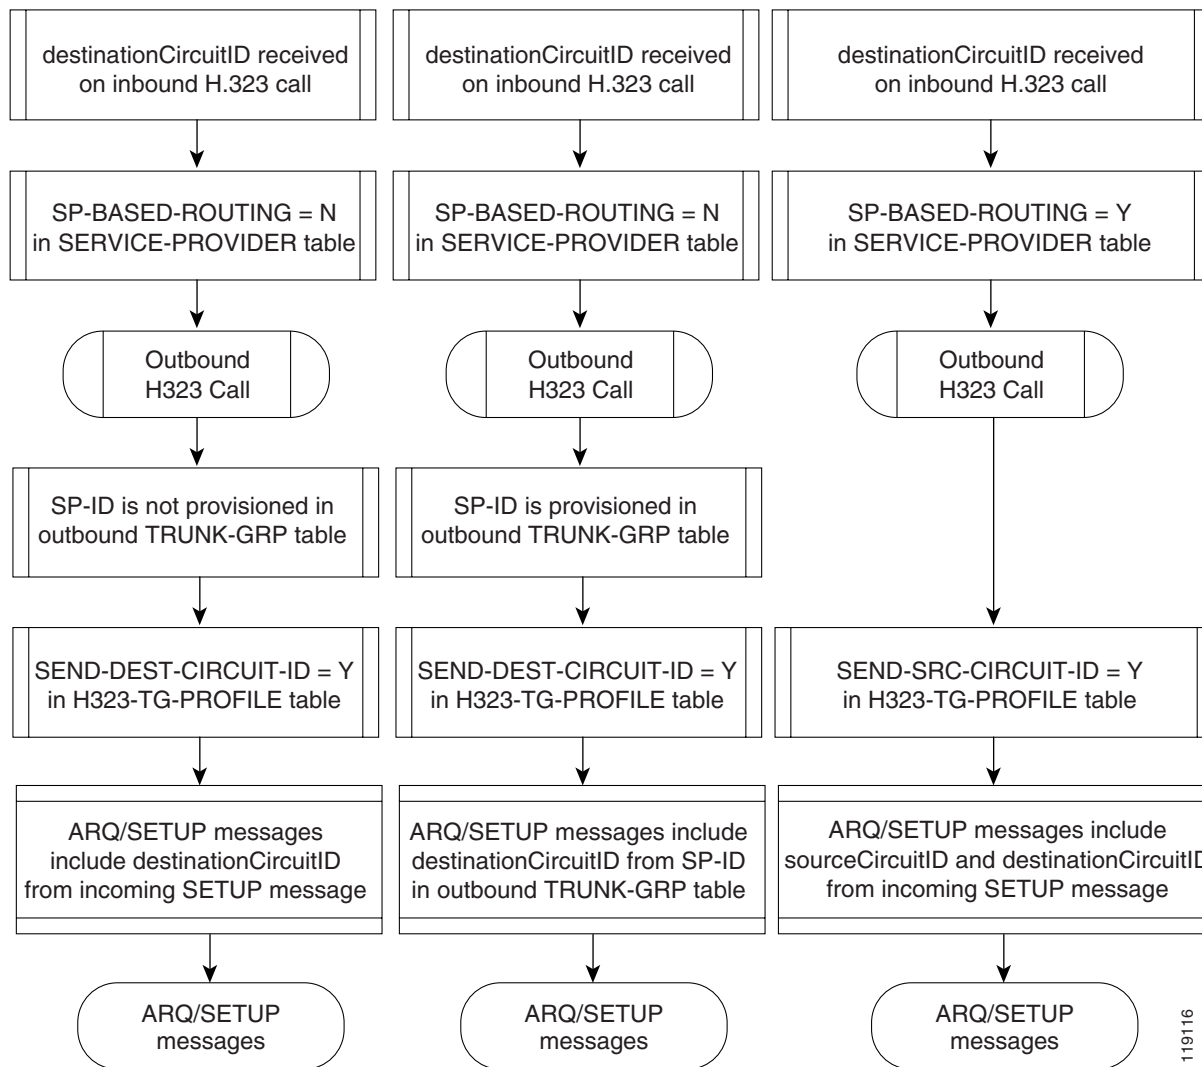 destinationCircuitID received
on inbound H.323 call
SP-BASED-ROUTING = N
in SERVICE-PROVIDER table
Outbound
H323 Call
SP-ID is not provisioned in
outbound TRUNK-GRP table
SEND-DEST-CIRCUIT-ID = Y
in H323-TG-PROFILE table
ARQ/SETUP messages
include destinationCircuitID
from incoming SETUP message
ARQ/SETUP
messages
destinationCircuitID received
on inbound H.323 call
SP-BASED-ROUTING = N
in SERVICE-PROVIDER table
Outbound
H323 Call
SP-ID is provisioned in
outbound TRUNK-GRP table
SEND-DEST-CIRCUIT-ID = Y
in H323-TG-PROFILE table
ARQ/SETUP messages include
destinationCircuitID from SP-ID
in outbound TRUNK-GRP table
ARQ/SETUP
messages
destinationCircuitID received
on inbound H.323 call
SP-BASED-ROUTING = Y
in SERVICE-PROVIDER table
Outbound
H323 Call
SEND-SRC-CIRCUIT-ID = Y
in H323-TG-PROFILE table
ARQ/SETUP messages include
sourceCircuitID and destinationCircuitID
from incoming SETUP message
ARQ/SETUP
messages
119116